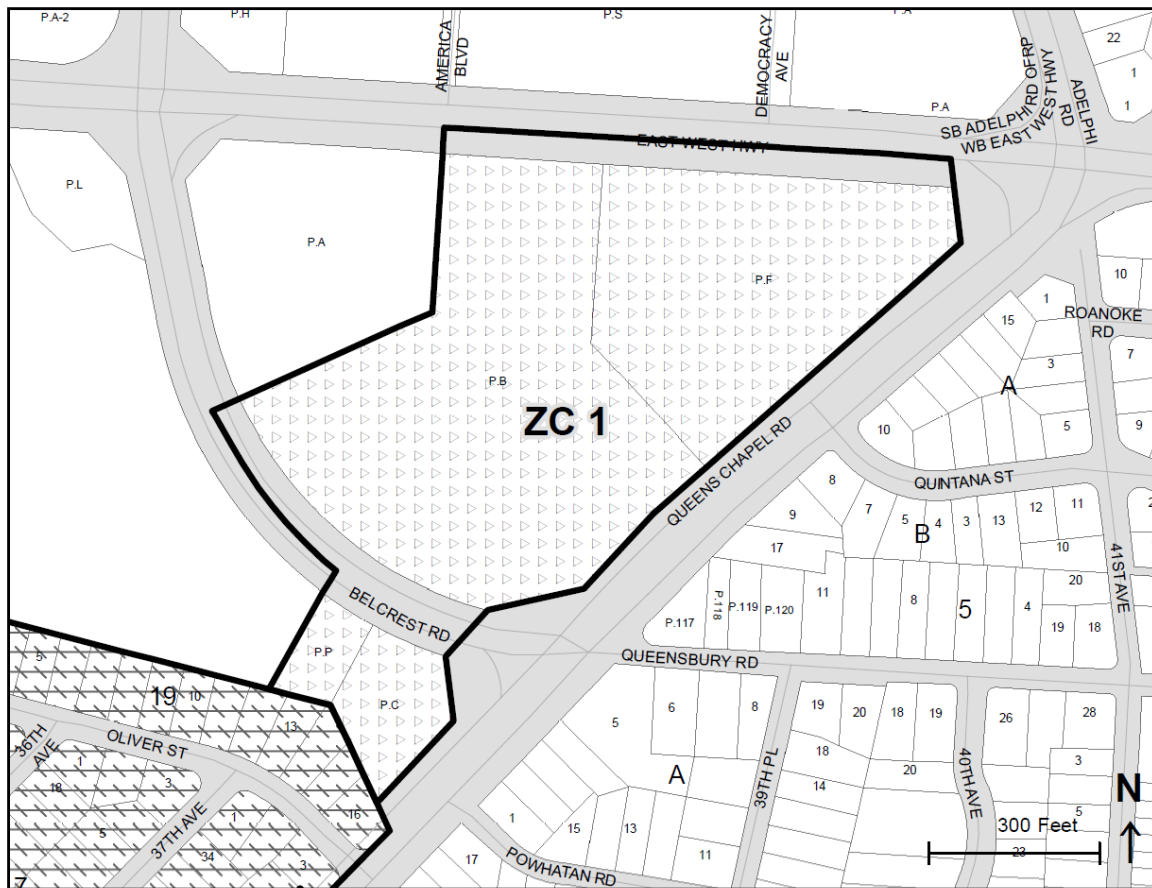 P.A-2
P.H
P.S
P.A
AMERICA
BLVD
DEMOCRACY
AVE
22
1
1
P.A
SB ADELPHI RD OFRP
WB EAST WEST HWY
ADELPHI
RD
EAST WEST HWY
P.L
P.A
P.F
10
ROANOKE
RD
1
15
3
7
A
P.B
ZC 1
10
5
9
QUEENS CHAPEL RD
QUINTANA ST
8
7
5
4
3
13
12
11
2
9
B
17
10
41ST AVE
20
11
8
5
4
P.117
P.118
P.119
P.120
19
18
BELCREST RD
QUEENSBURY RD
P.P
P.C
5
19
10
13
OLIVER ST
36TH
AVE
1
3
18
5
37TH AVE
1
16
34
3
7
5
6
8
19
20
18
19
26
28
18
3
A
39TH PL
20
40TH AVE
14
5
1
15
13
11
17
POWHATAN RD
23
300 Feet
N